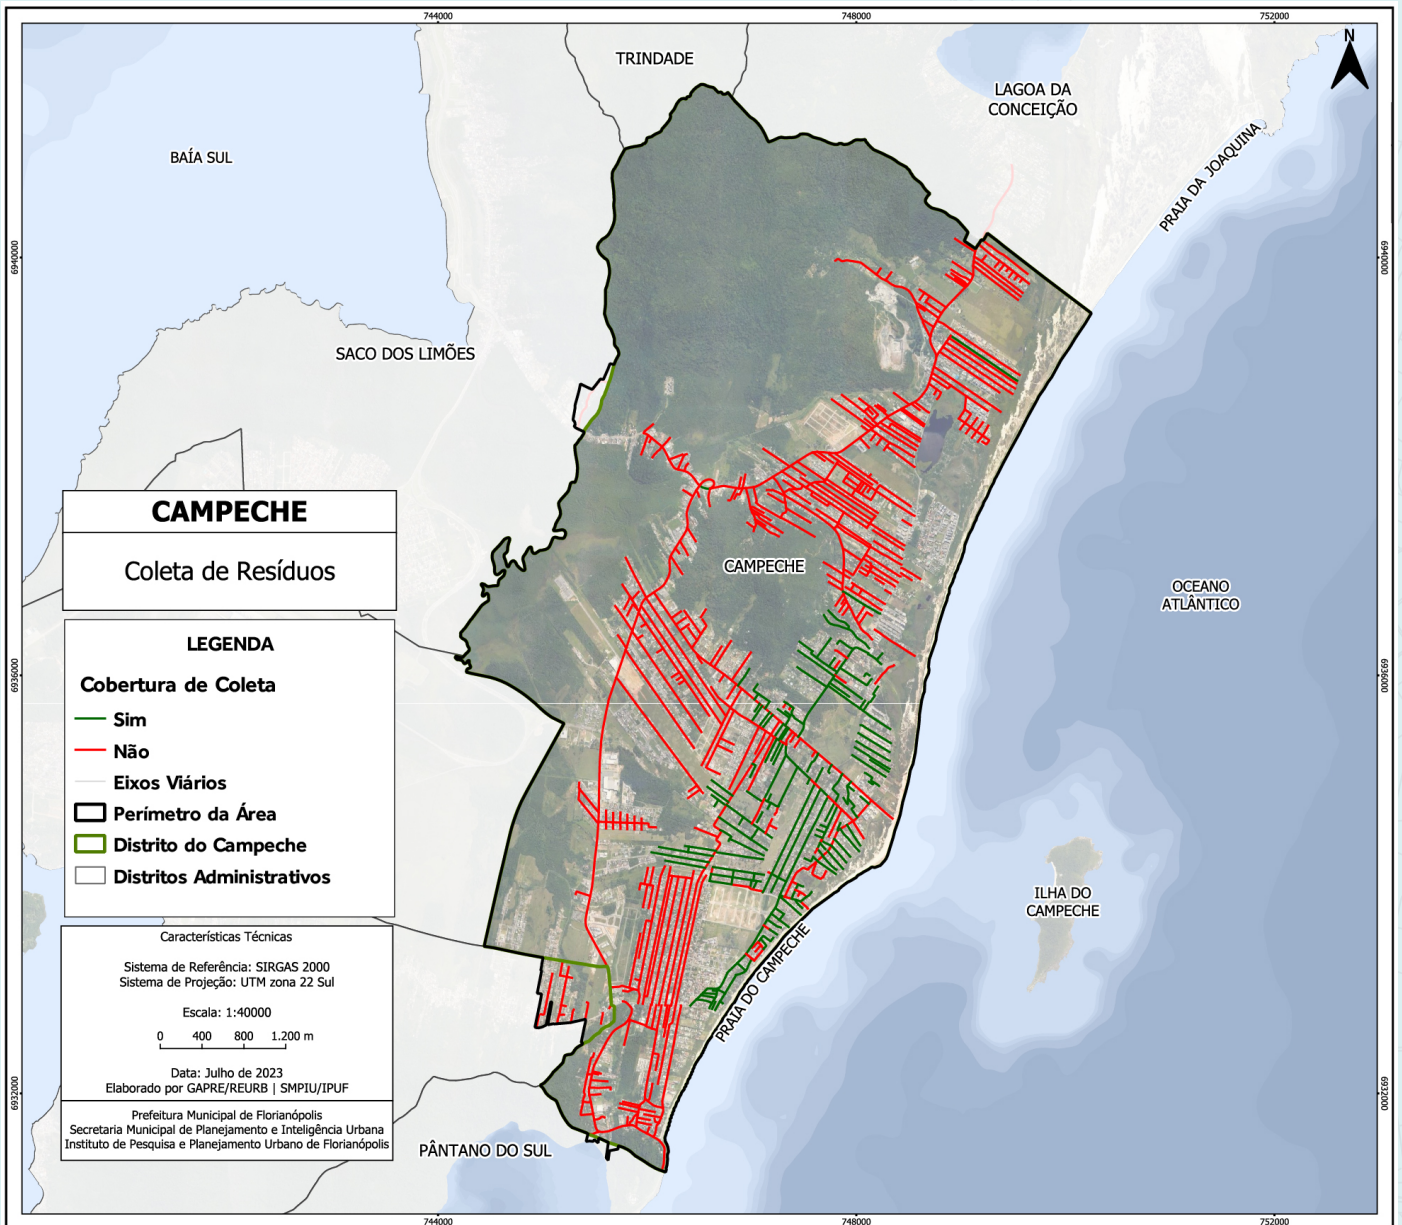 744000
748000
752000
N
TRINDADE
LAGOA DA
CONCEIÇÃO
PRAIA DA JOAQUINA
BAÍA SUL
6940000
6940000
SACO DOS LIMÕES
CAMPECHE
Coleta de Resíduos
CAMPECHE
OCEANO
ATLÂNTICO
LEGENDA
Cobertura de Coleta
Sim
Não
Eixos Viários
Perímetro da Área
Distrito do Campeche
Distritos Administrativos
6936000
6936000
ILHA DO
CAMPECHE
PRAIA DO CAMPECHE
Características Técnicas
Sistema de Referência: SIRGAS 2000
Sistema de Projeção: UTM zona 22 Sul
Escala: 1:40000
0 400 800 1.200 m
Data: Julho de 2023
Elaborado por GAPRE/REURB | SMPIU/IPUF
6932000
6932000
Prefeitura Municipal de Florianópolis
Secretaria Municipal de Planejamento e Inteligência Urbana
Instituto de Pesquisa e Planejamento Urbano de Florianópolis
PÂNTANO DO SUL
744000
748000
752000